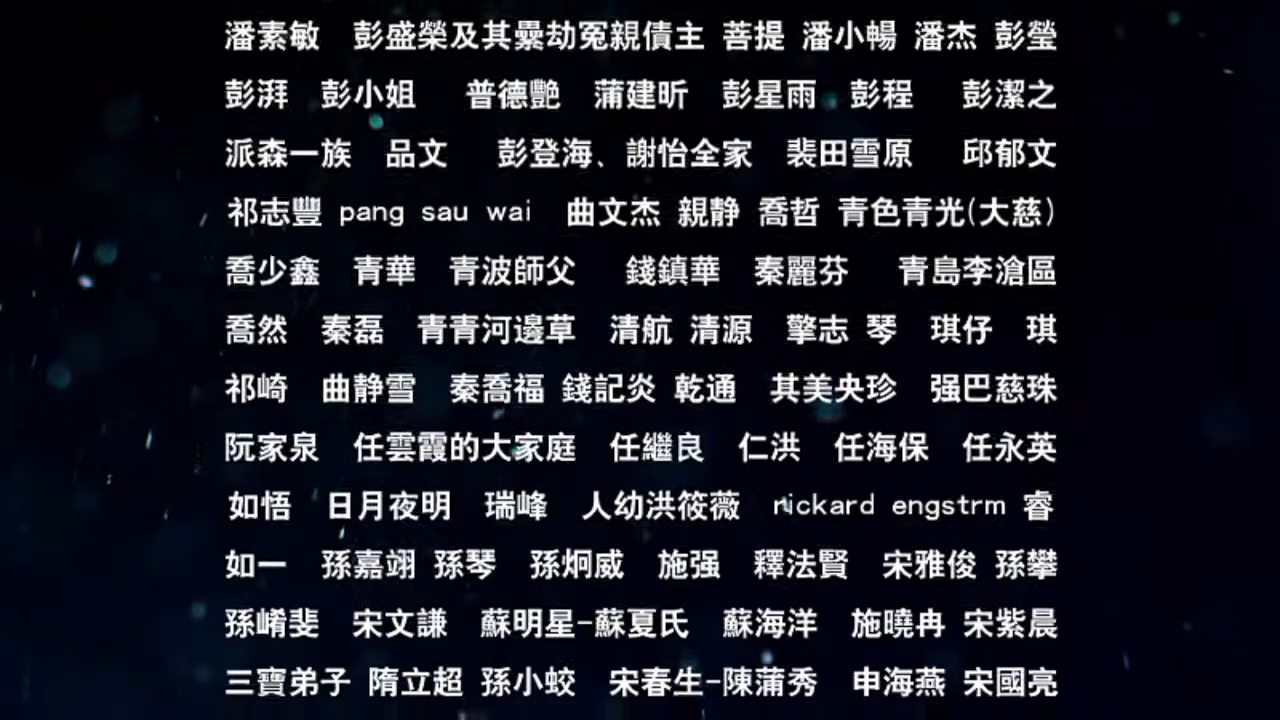 潘素敏 彭盛榮及其纍劫冤親債主 菩提 潘小暢 潘杰 彭瑩
彭湃 彭小姐 普德艷 蒲建昕 彭星雨 彭程 彭潔之
派森一族 品文 彭登海、謝怡全家 裴田雪原 邱郁文
祁志豐 pang sau wai 曲文杰 親静 喬哲 青色青光(大慈)
喬少鑫 青華 青波師父 錢鎮華 秦麗芬 青島李滄區
喬然 秦磊 青青河邊草 清航 清源 擎志 琴 琪仔 琪
祁崎 曲静雪 秦喬福 錢記炎 乾通 其美央珍 强巴慈珠
阮家泉 任雲霞的大家庭 任繼良 仁洪 任海保 任永英
如悟 日月夜明 瑞峰 人幼洪筱薇 rickard engstrm 睿
如一 孫嘉翊 孫琴 孫炯威 施强 釋法賢 宋雅俊 孫攀
孫崤斐 宋文謙 蘇明星-蘇夏氏 蘇海洋 施曉冉 宋紫晨
三寶弟子 隋立超 孫小蛟 宋春生-陳蒲秀 申海燕 宋國亮